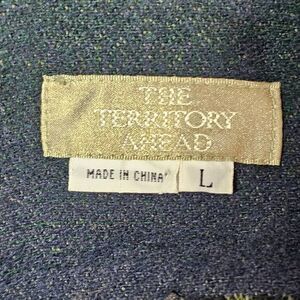 THE
TERRITORY
AHEAD
MADE IN CHINA
L